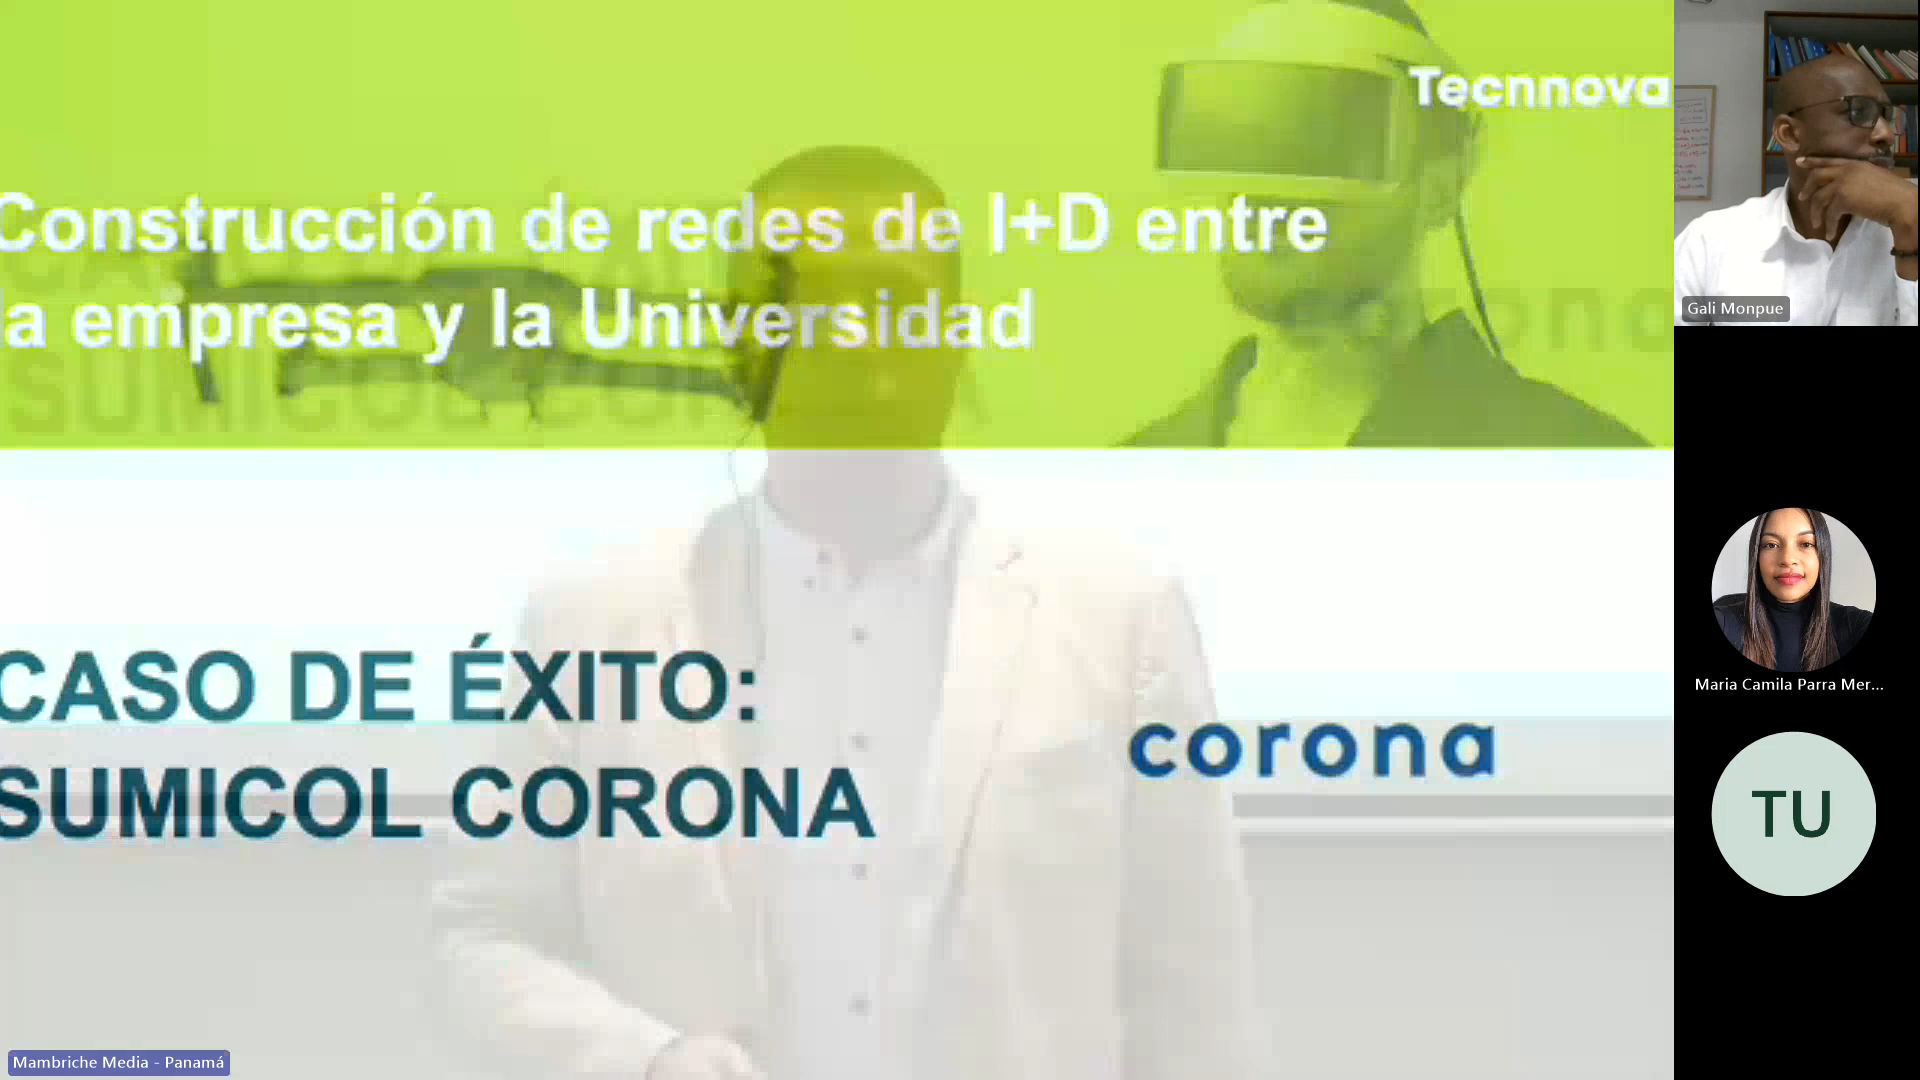 Tecnnova
Construcción de redes de I+D entre
la empresa y la Universidad
CASO DE ÉXITO:
SUMICOL CORONA
corona
Mambriche Media - Panamá
Gali Monpue
Maria Camila Parra Mer...
TU